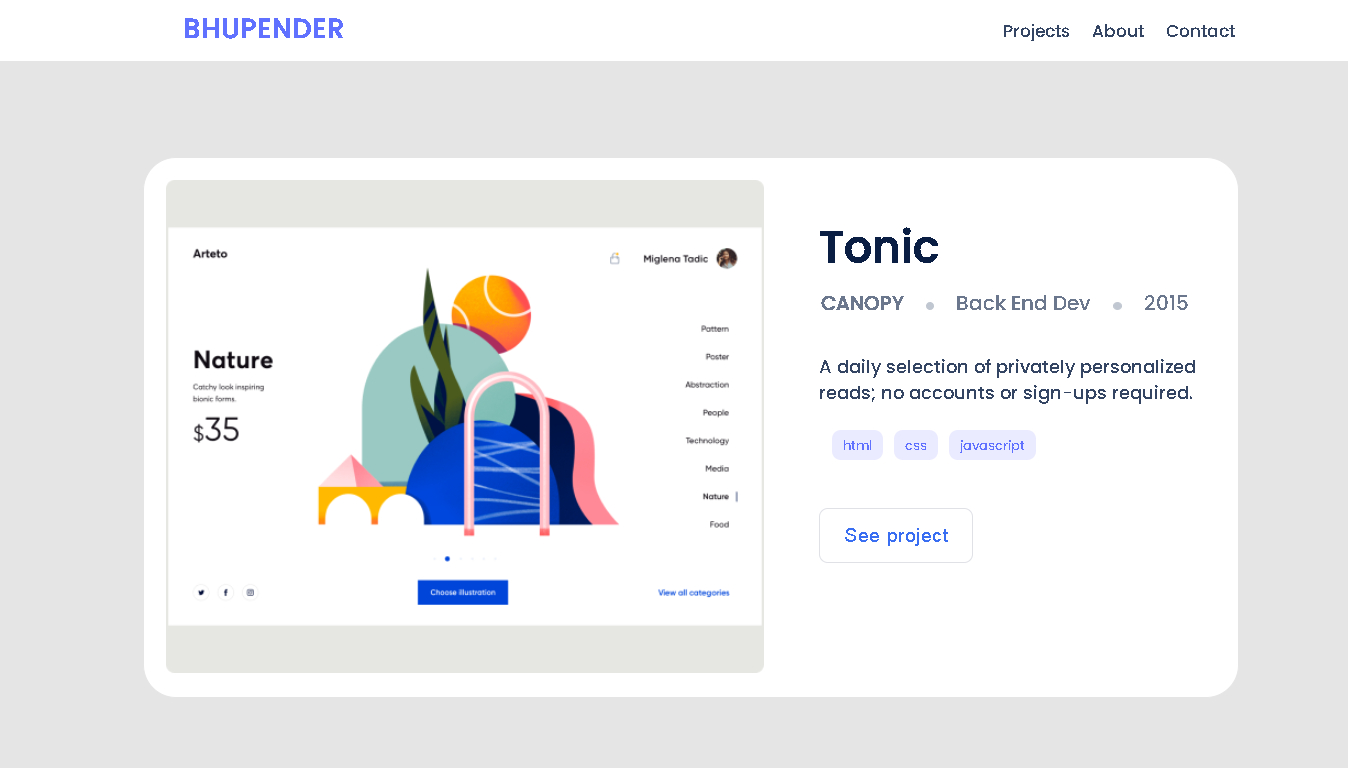 BHUPENDER
Projects About Contact
Arteto
Miglena Tadic
Nature
Catchy look inspiring
bionic forms.
$35
Pattern
Poster
Abstraction
People
Technology
Media
Nature
Food
Choose illustration
View all categories
Tonic
CANOPY Back End Dev 2015
A daily selection of privately personalized
reads; no accounts or sign-ups required.
html css javascript
See project